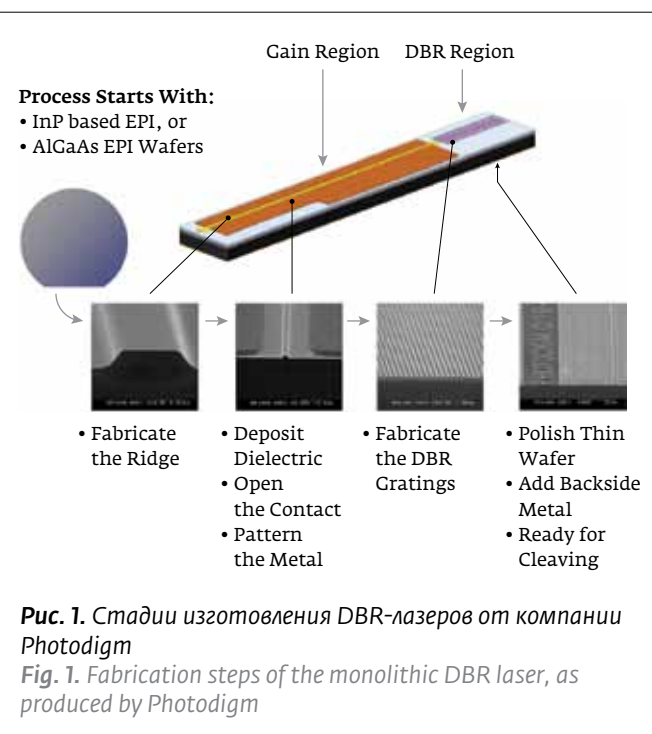 Gain Region DBR Region
Process Starts With:
• InP based EPI, or
• AlGaAs EPI Wafers
• Fabricate
the Ridge
• Deposit
Dielectric
• Open
the Contact
• Pattern
the Metal
• Fabricate
the DBR
Gratings
• Polish Thin
Wafer
• Add Backside
Metal
• Ready for
Cleaving
Рис. 1. Стадии изготовления DBR-лазеров от компании
Photodigm
Fig. 1. Fabrication steps of the monolithic DBR laser, as
produced by Photodigm